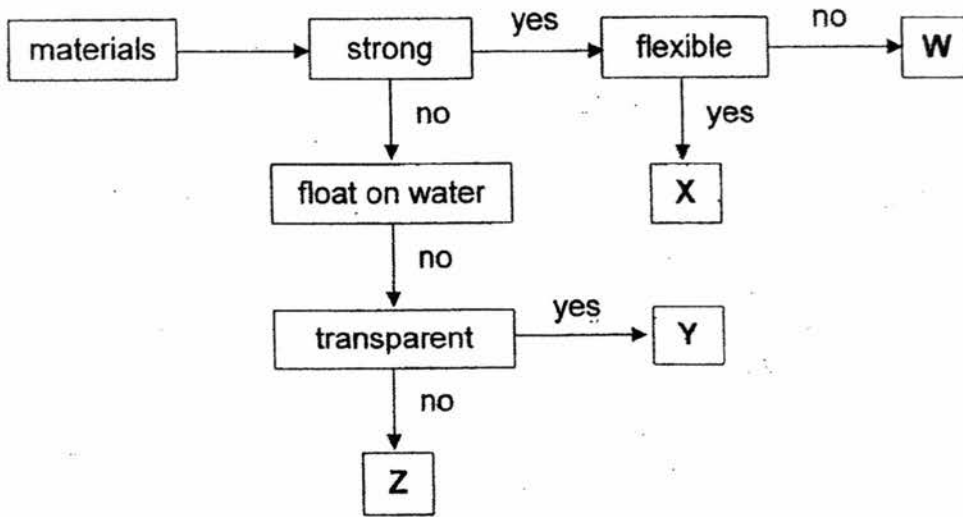 materials
strong
yes
flexible
no
W
no
yes
float on water
X
no
transparent
yes
Y
no
Z